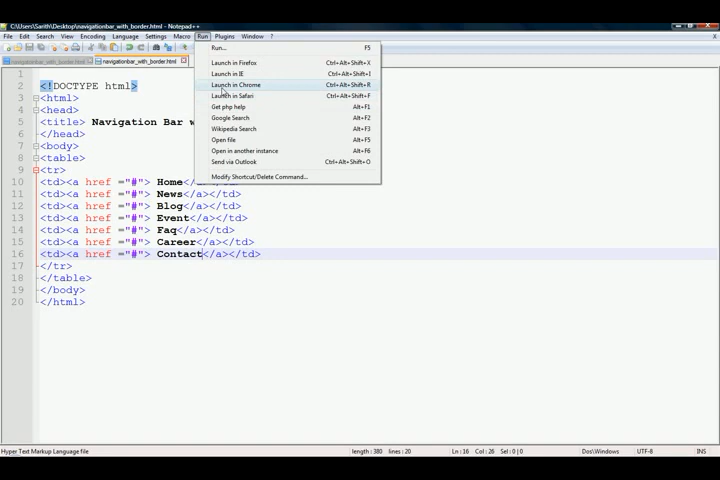 C:\Users\Sarith\Desktop\navigationbar_with_border.html - Notepad++
File Edit Search View Encoding Language Settings Macro Run Plugins Window ? X
navigationbar_with_border.html navigationbar_with_border.html
Run... F5
Launch in Firefox Ctrl+Alt+Shift+X
Launch in IE Ctrl+Alt+Shift+I
Launch in Chrome Ctrl+Alt+Shift+R
Launch in Safari Ctrl+Alt+Shift+F
Get php help Alt+F1
Google Search Alt+F2
Wikipedia Search Alt+F3
Open file Alt+F5
Open in another instance Alt+F6
Send via Outlook Ctrl+Alt+Shift+O
Modify Shortcut/Delete Command...
1
2 <!DOCTYPE html>
3 <html>
4 <head>
5 <title> Navigation Bar w
6 </head>
7 <body>
8 <table>
9 <tr>
10 <td><a href ="#"> Home</a></td>
11 <td><a href ="#"> News</a></td>
12 <td><a href ="#"> Blog</a></td>
13 <td><a href ="#"> Event</a></td>
14 <td><a href ="#"> Faq</a></td>
15 <td><a href ="#"> Career</a></td>
16 <td><a href ="#"> Contact</a></td>
17 </tr>
18 </table>
19 </body>
20 </html>
Hyper Text Markup Language file length : 380 lines : 20 Ln : 16 Col : 26 Sel : 0 | 0 Dos\Windows UTF-8 INS